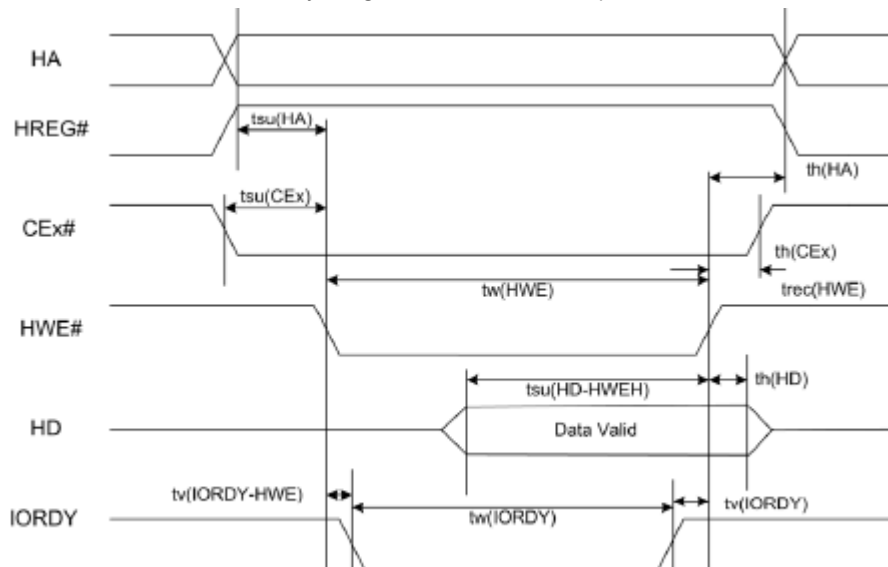 HA
HREG#
tsu(HA)
th(HA)
tsu(CEx)
CEx#
th(CEx)
tw(HWE)
trec(HWE)
HWE#
tsu(HD-HWEH)
th(HD)
HD
Data Valid
tv(IORDY-HWE)
tw(IORDY)
tv(IORDY)
IORDY